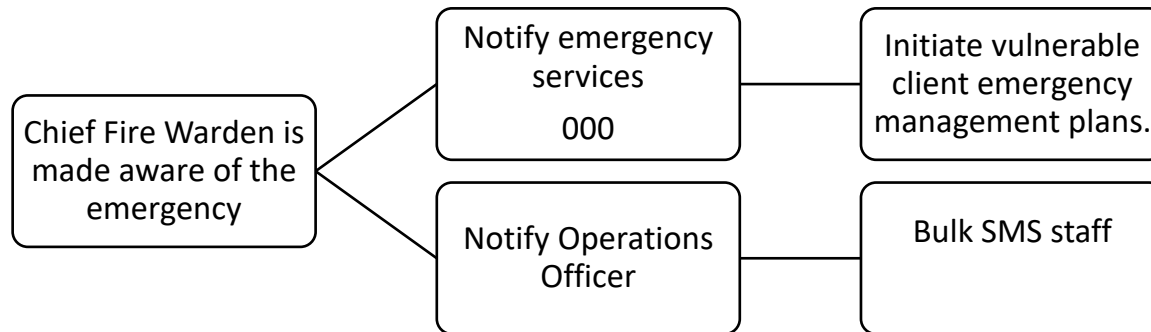 Chief Fire Warden is
made aware of the
emergency
Notify emergency
services
000
Initiate vulnerable
client emergency
management plans.
Notify Operations
Officer
Bulk SMS staff